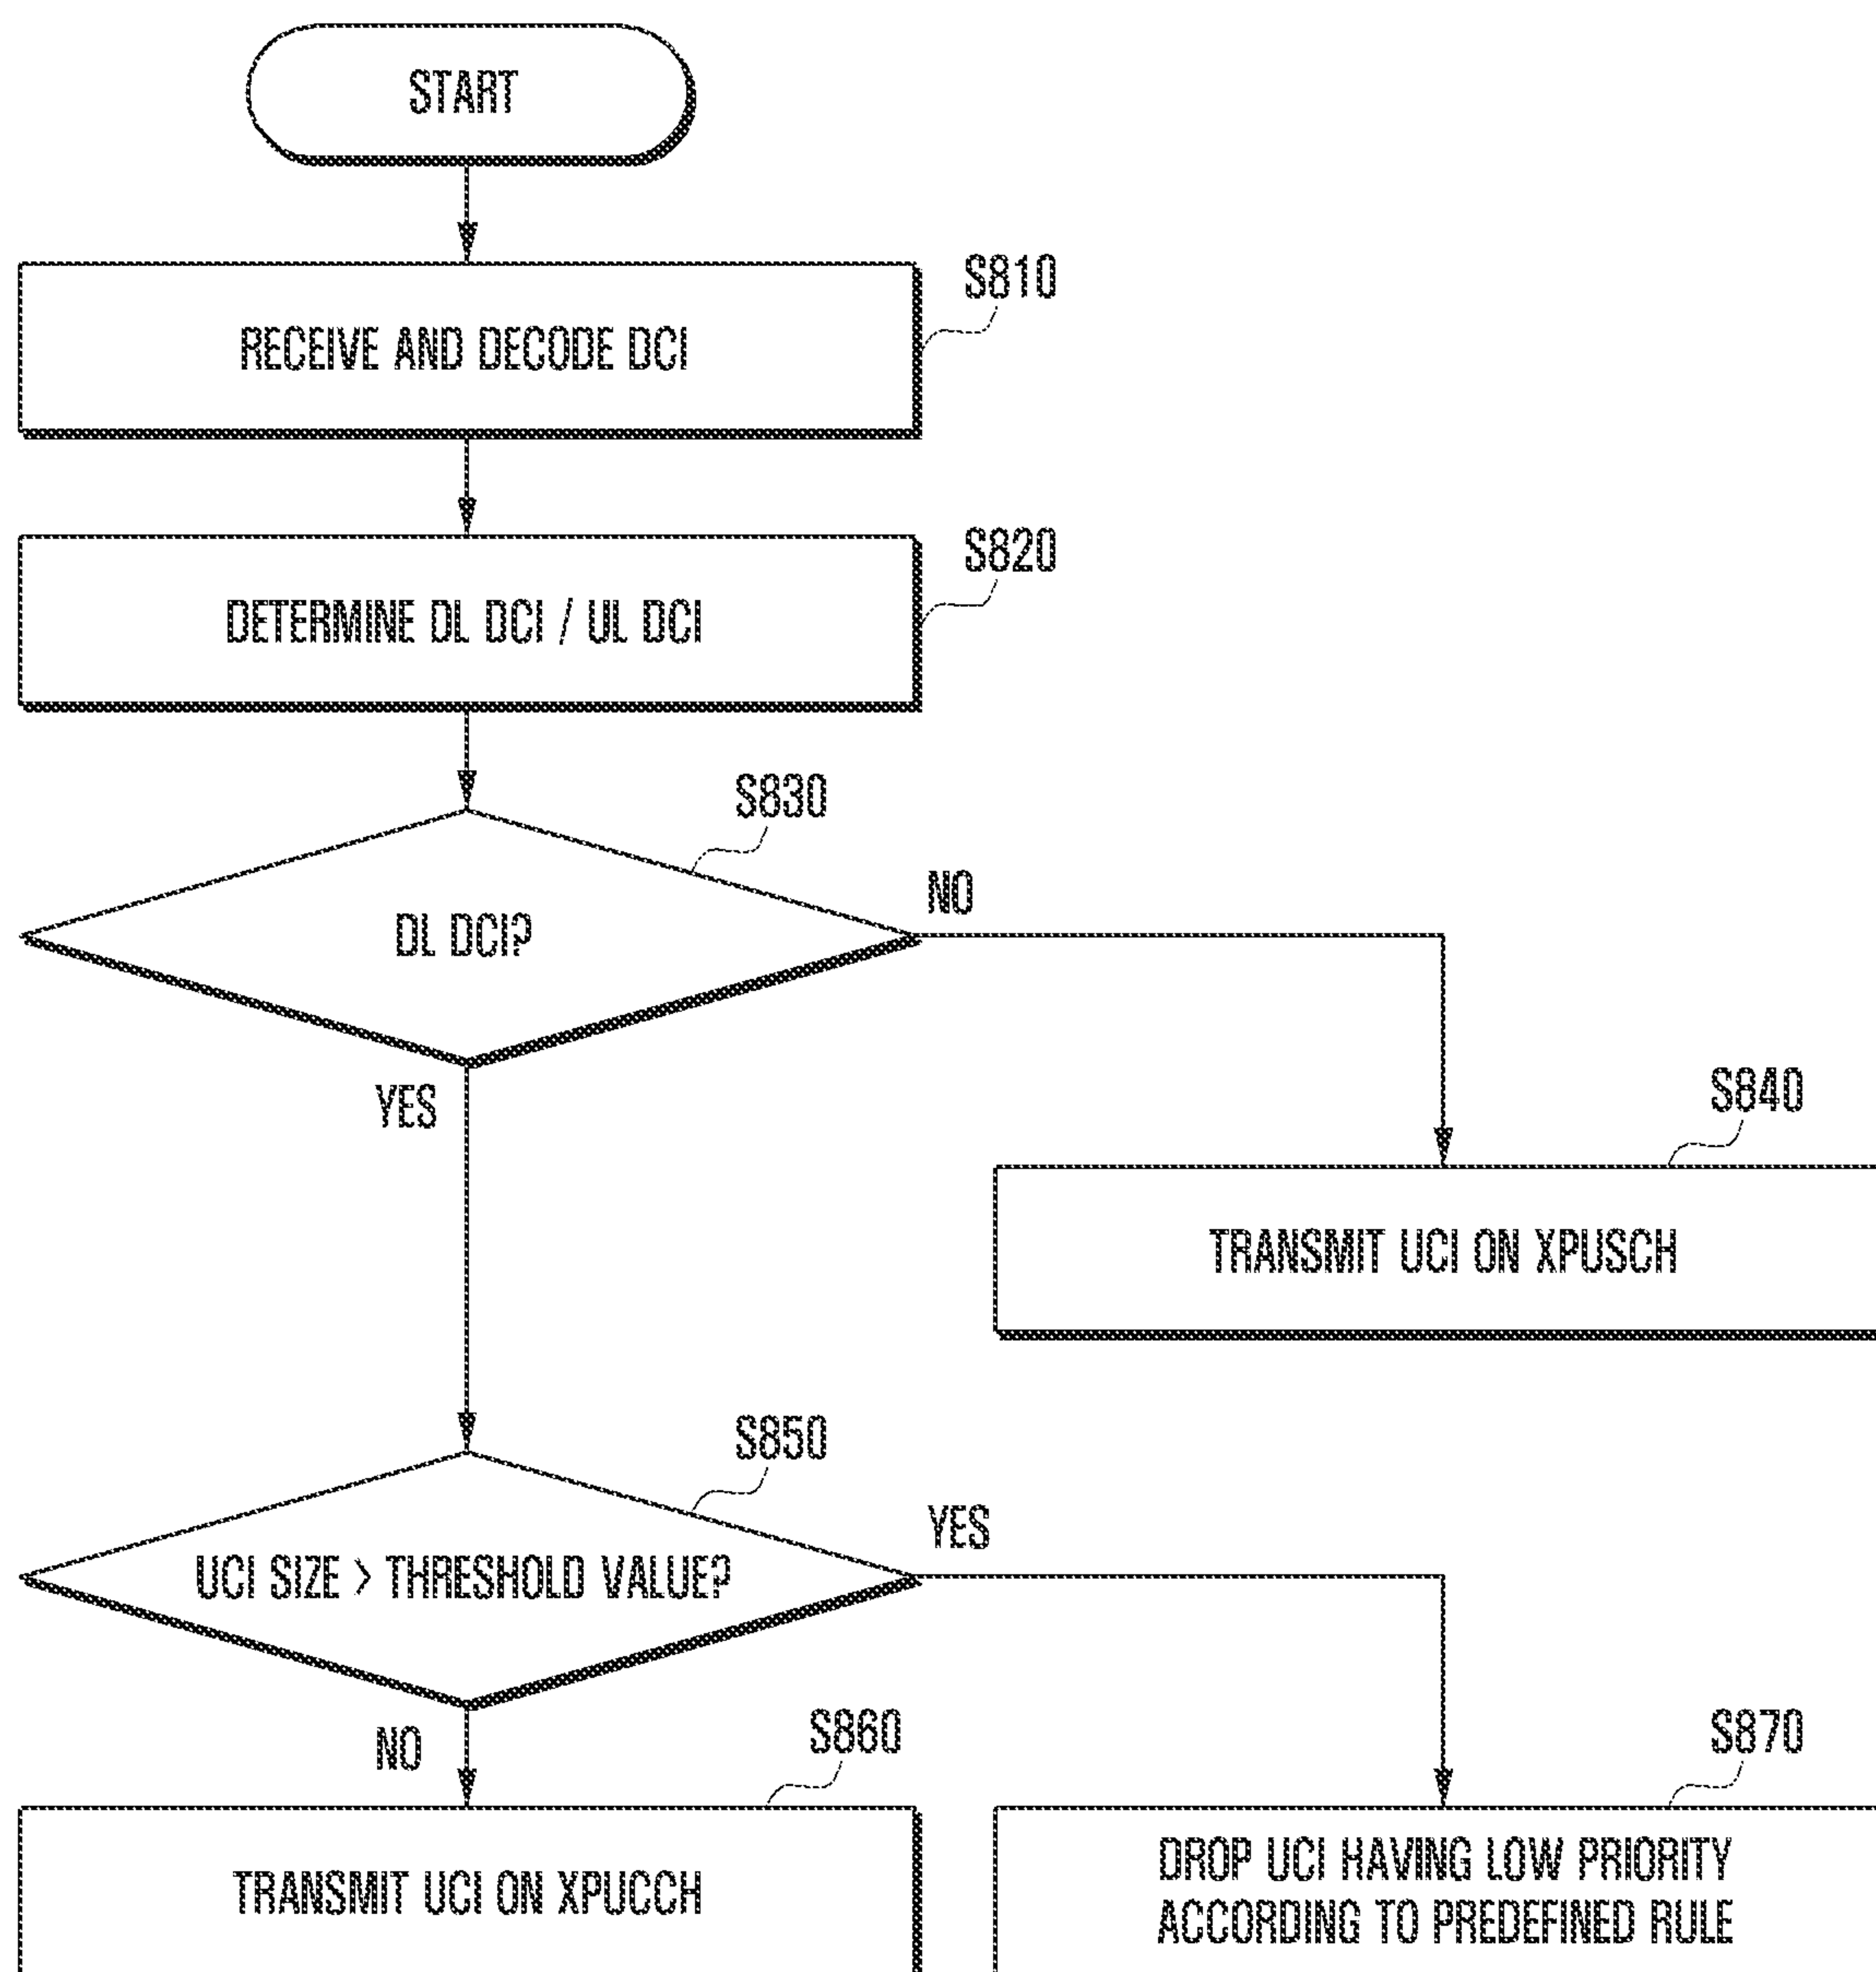 START
S810
RECEIVE AND DECODE DCI
S820
DETERMINE DL DCI / UL DCI
S830
DL DCI?
NO
YES
S840
TRANSMIT UCI ON XPUSCH
S850
UCI SIZE > THRESHOLD VALUE?
YES
NO
S860
TRANSMIT UCI ON XPUCCH
S870
DROP UCI HAVING LOW PRIORITY
ACCORDING TO PREDEFINED RULE